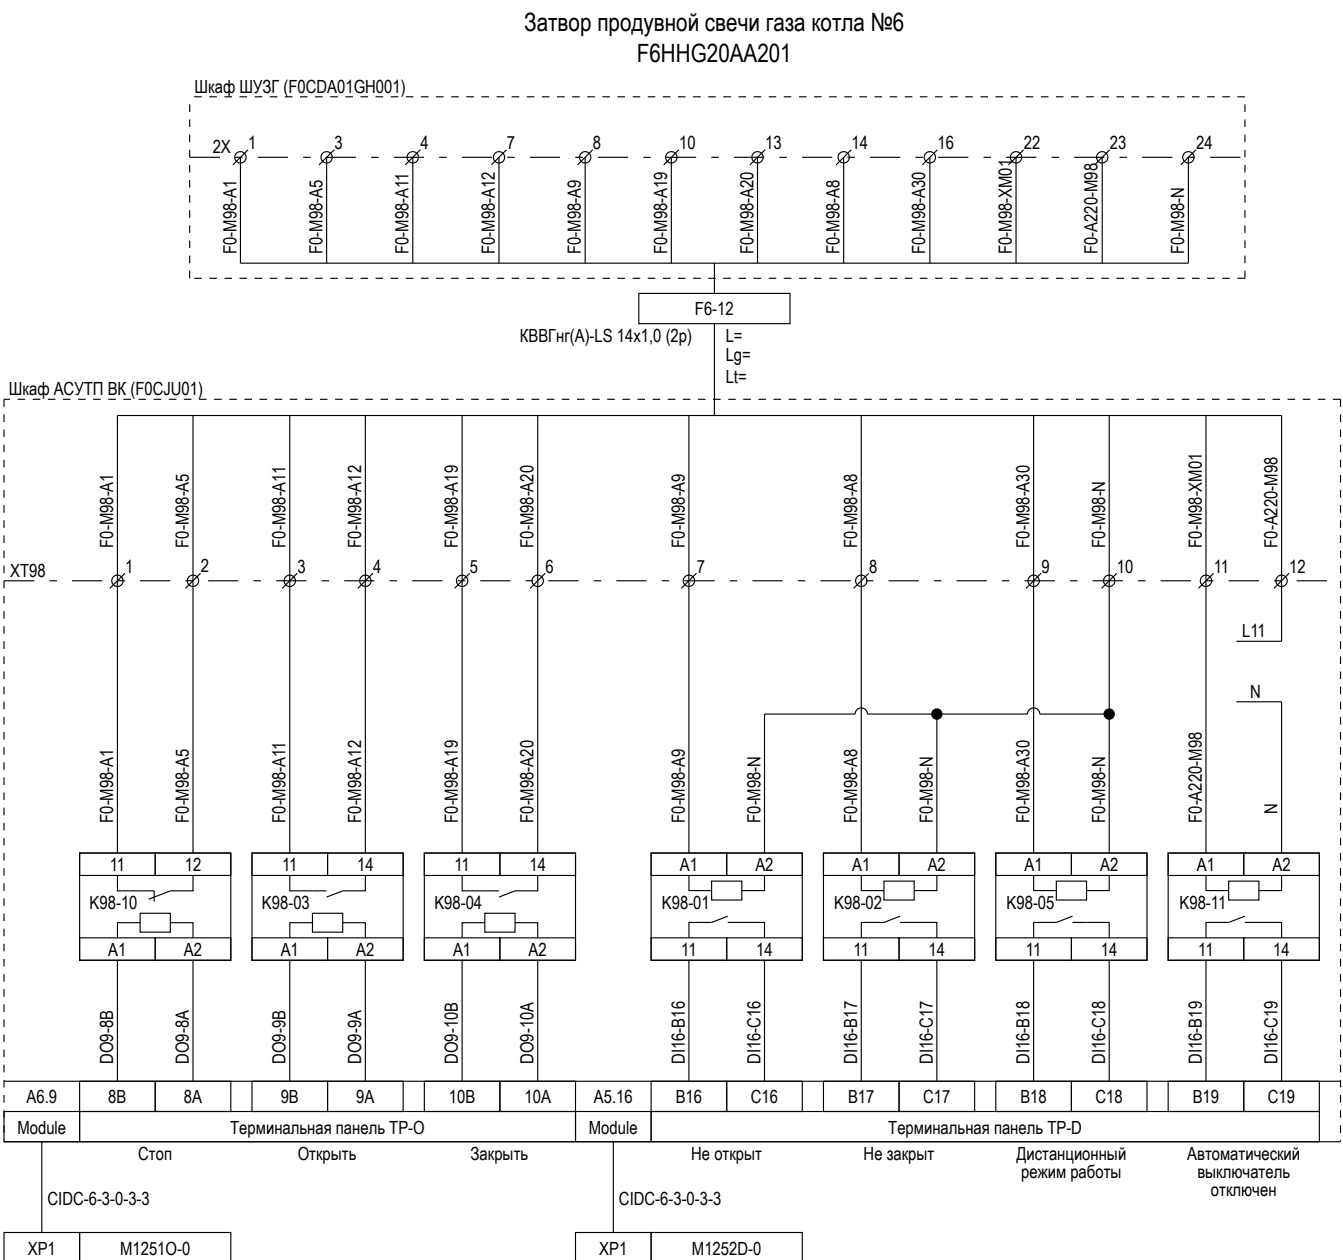 Затвор продувной свечи газа котла №6
F6HHG20AA201
Шкаф ШУЗГ (F0CDA01GH001)
2X 1 3 4 7 8 10 13 14 16 22 23 24
F0-M98-A1 F0-M98-A5 F0-M98-A11 F0-M98-A12 F0-M98-A9 F0-M98-A19 F0-M98-A20 F0-M98-A8 F0-M98-A30 F0-M98-XM01 F0-A220-M98 F0-M98-N
F6-12
КВВГнг(А)-LS 14x1,0 (2р) L=
Lg=
Lt=
Шкаф АСУТП ВК (F0CJU01)
F0-M98-A1 F0-M98-A5 F0-M98-A11 F0-M98-A12 F0-M98-A19 F0-M98-A20 F0-M98-A9 F0-M98-A8 F0-M98-A30 F0-M98-N F0-M98-XM01 F0-A220-M98
XT98 1 2 3 4 5 6 7 8 9 10 11 12
L11
N
F0-M98-A1 F0-M98-A5 F0-M98-A11 F0-M98-A12 F0-M98-A19 F0-M98-A20 F0-M98-A9 F0-M98-N F0-M98-A8 F0-M98-N F0-M98-A30 F0-M98-N F0-A220-M98 N
11 12 11 14 11 14 A1 A2 A1 A2 A1 A2 A1 A2
K98-10 K98-03 K98-04 K98-01 K98-02 K98-05 K98-11
A1 A2 A1 A2 A1 A2 11 14 11 14 11 14 11 14
DO9-8B DO9-8A DO9-9B DO9-9A DO9-10B DO9-10A DI16-B16 DI16-C16 DI16-B17 DI16-C17 DI16-B18 DI16-C18 DI16-B19 DI16-C19
A6.9 8B 8A 9B 9A 10B 10A A5.16 B16 C16 B17 C17 B18 C18 B19 C19
Module Терминальная панель TP-O Module Терминальная панель TP-D
Стоп Открыть Закрыть Не открыт Не закрыт Дистанционный Автоматический
режим работы выключатель
отключен
CIDC-6-3-0-3-3 CIDC-6-3-0-3-3
XP1 M1251O-0 XP1 M1252D-0